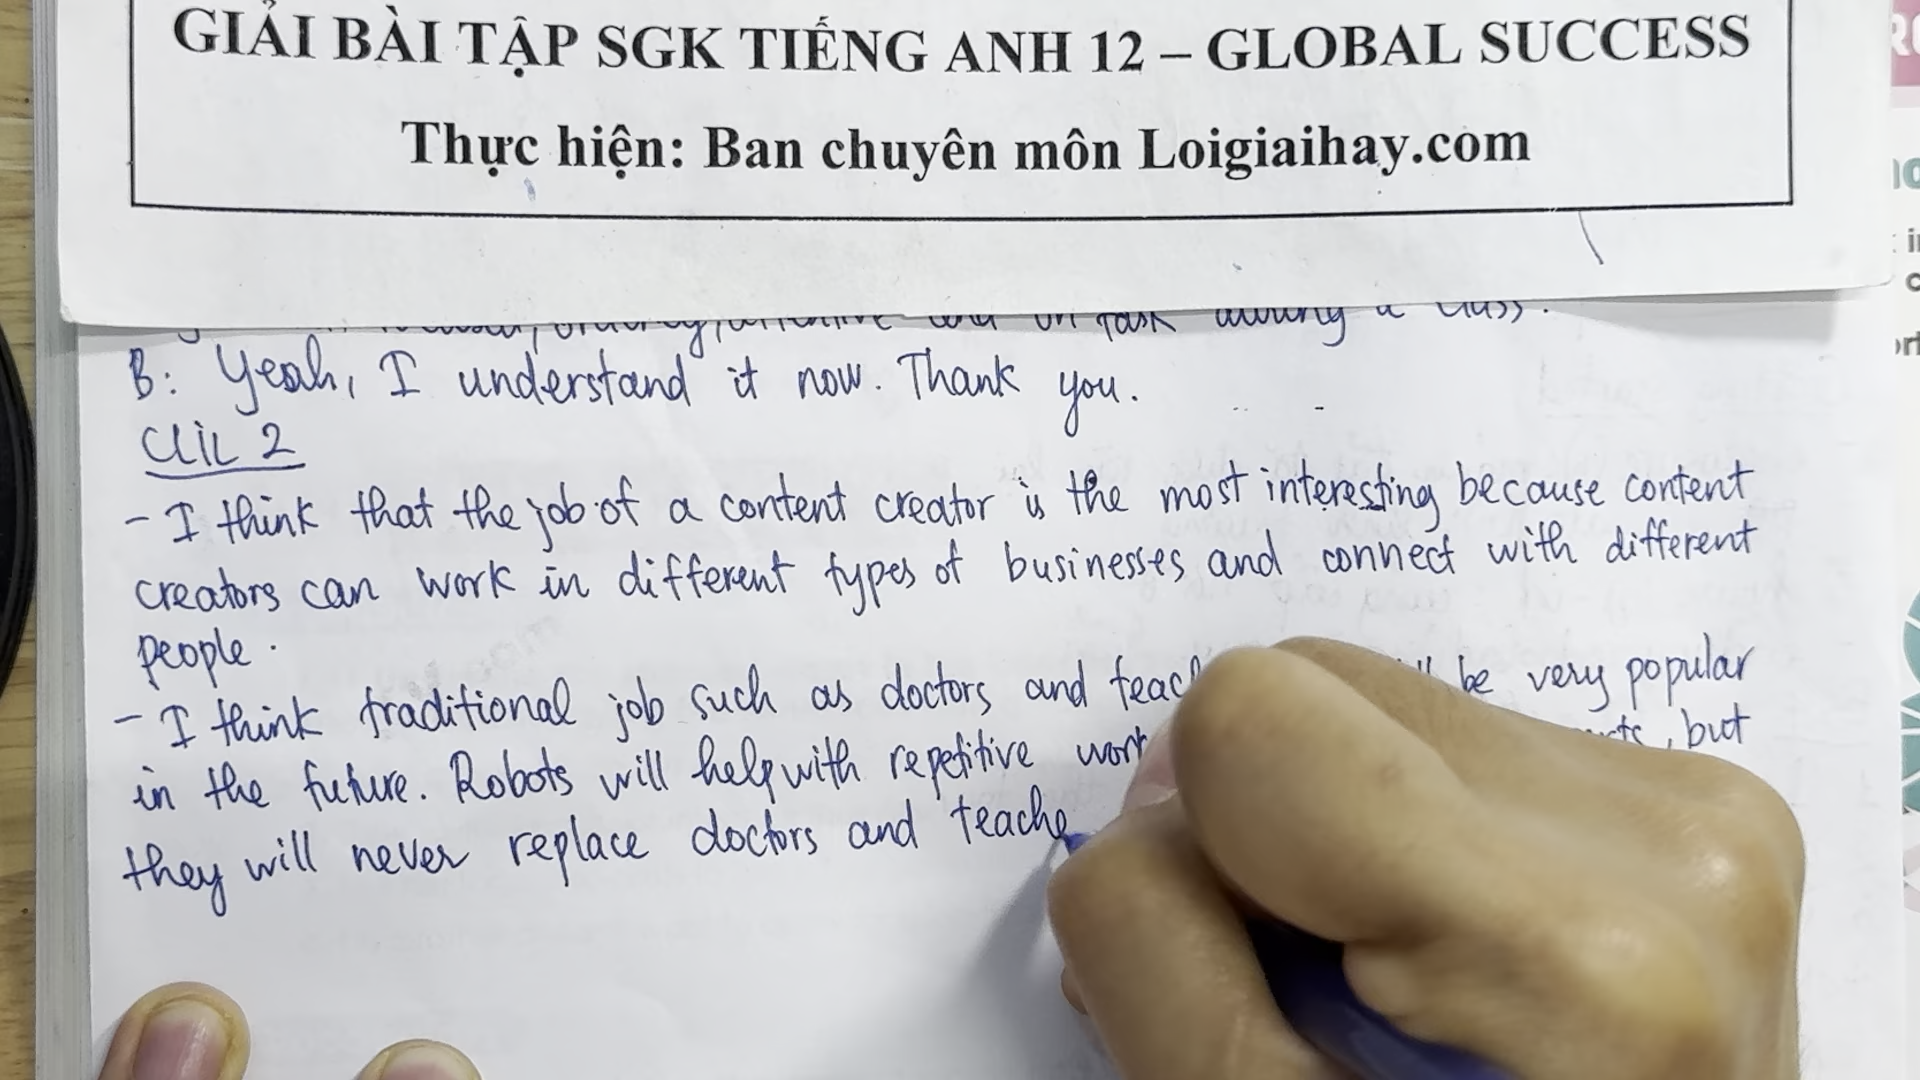 GIẢI BÀI TẬP SGK TIẾNG ANH 12 – GLOBAL SUCCESS
Thực hiện: Ban chuyên môn Loigiaihay.com
during a class.
B: Yeah, I understand it now. Thank you.
CLIL 2
- I think that the job of a content creator is the most interesting because content
creators can work in different types of businesses and connect with different
people.
- I think traditional job such as doctors and be very popular
in the future. Robots will help with repetitive but
they will never replace doctors and teache